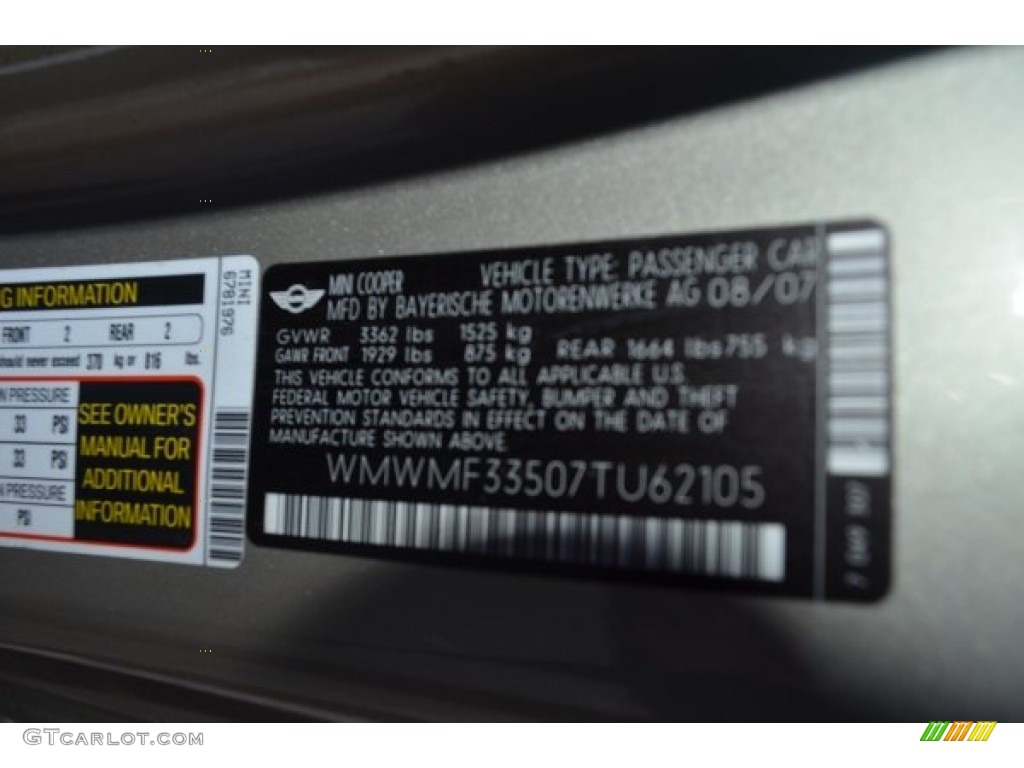 G INFORMATION
FRONT 2 REAR 2
should never exceed 370 kg or 816 lbs.
N PRESSURE
33 PSI
33 PSI
N PRESSURE
PSI
SEE OWNER'S
MANUAL FOR
ADDITIONAL
INFORMATION
MINI
6781976
MINI COOPER VEHICLE TYPE: PASSENGER CAR
MFD BY BAYERISCHE MOTORENWERKE AG 08/07
GVWR 3362 lbs 1525 kg
GAWR FRONT 1929 lbs 875 kg REAR 1664 lbs 755 kg
THIS VEHICLE CONFORMS TO ALL APPLICABLE U.S.
FEDERAL MOTOR VEHICLE SAFETY, BUMPER AND THEFT
PREVENTION STANDARDS IN EFFECT ON THE DATE OF
MANUFACTURE SHOWN ABOVE.
WMWMF33507TU62105
GTCARLOT.COM